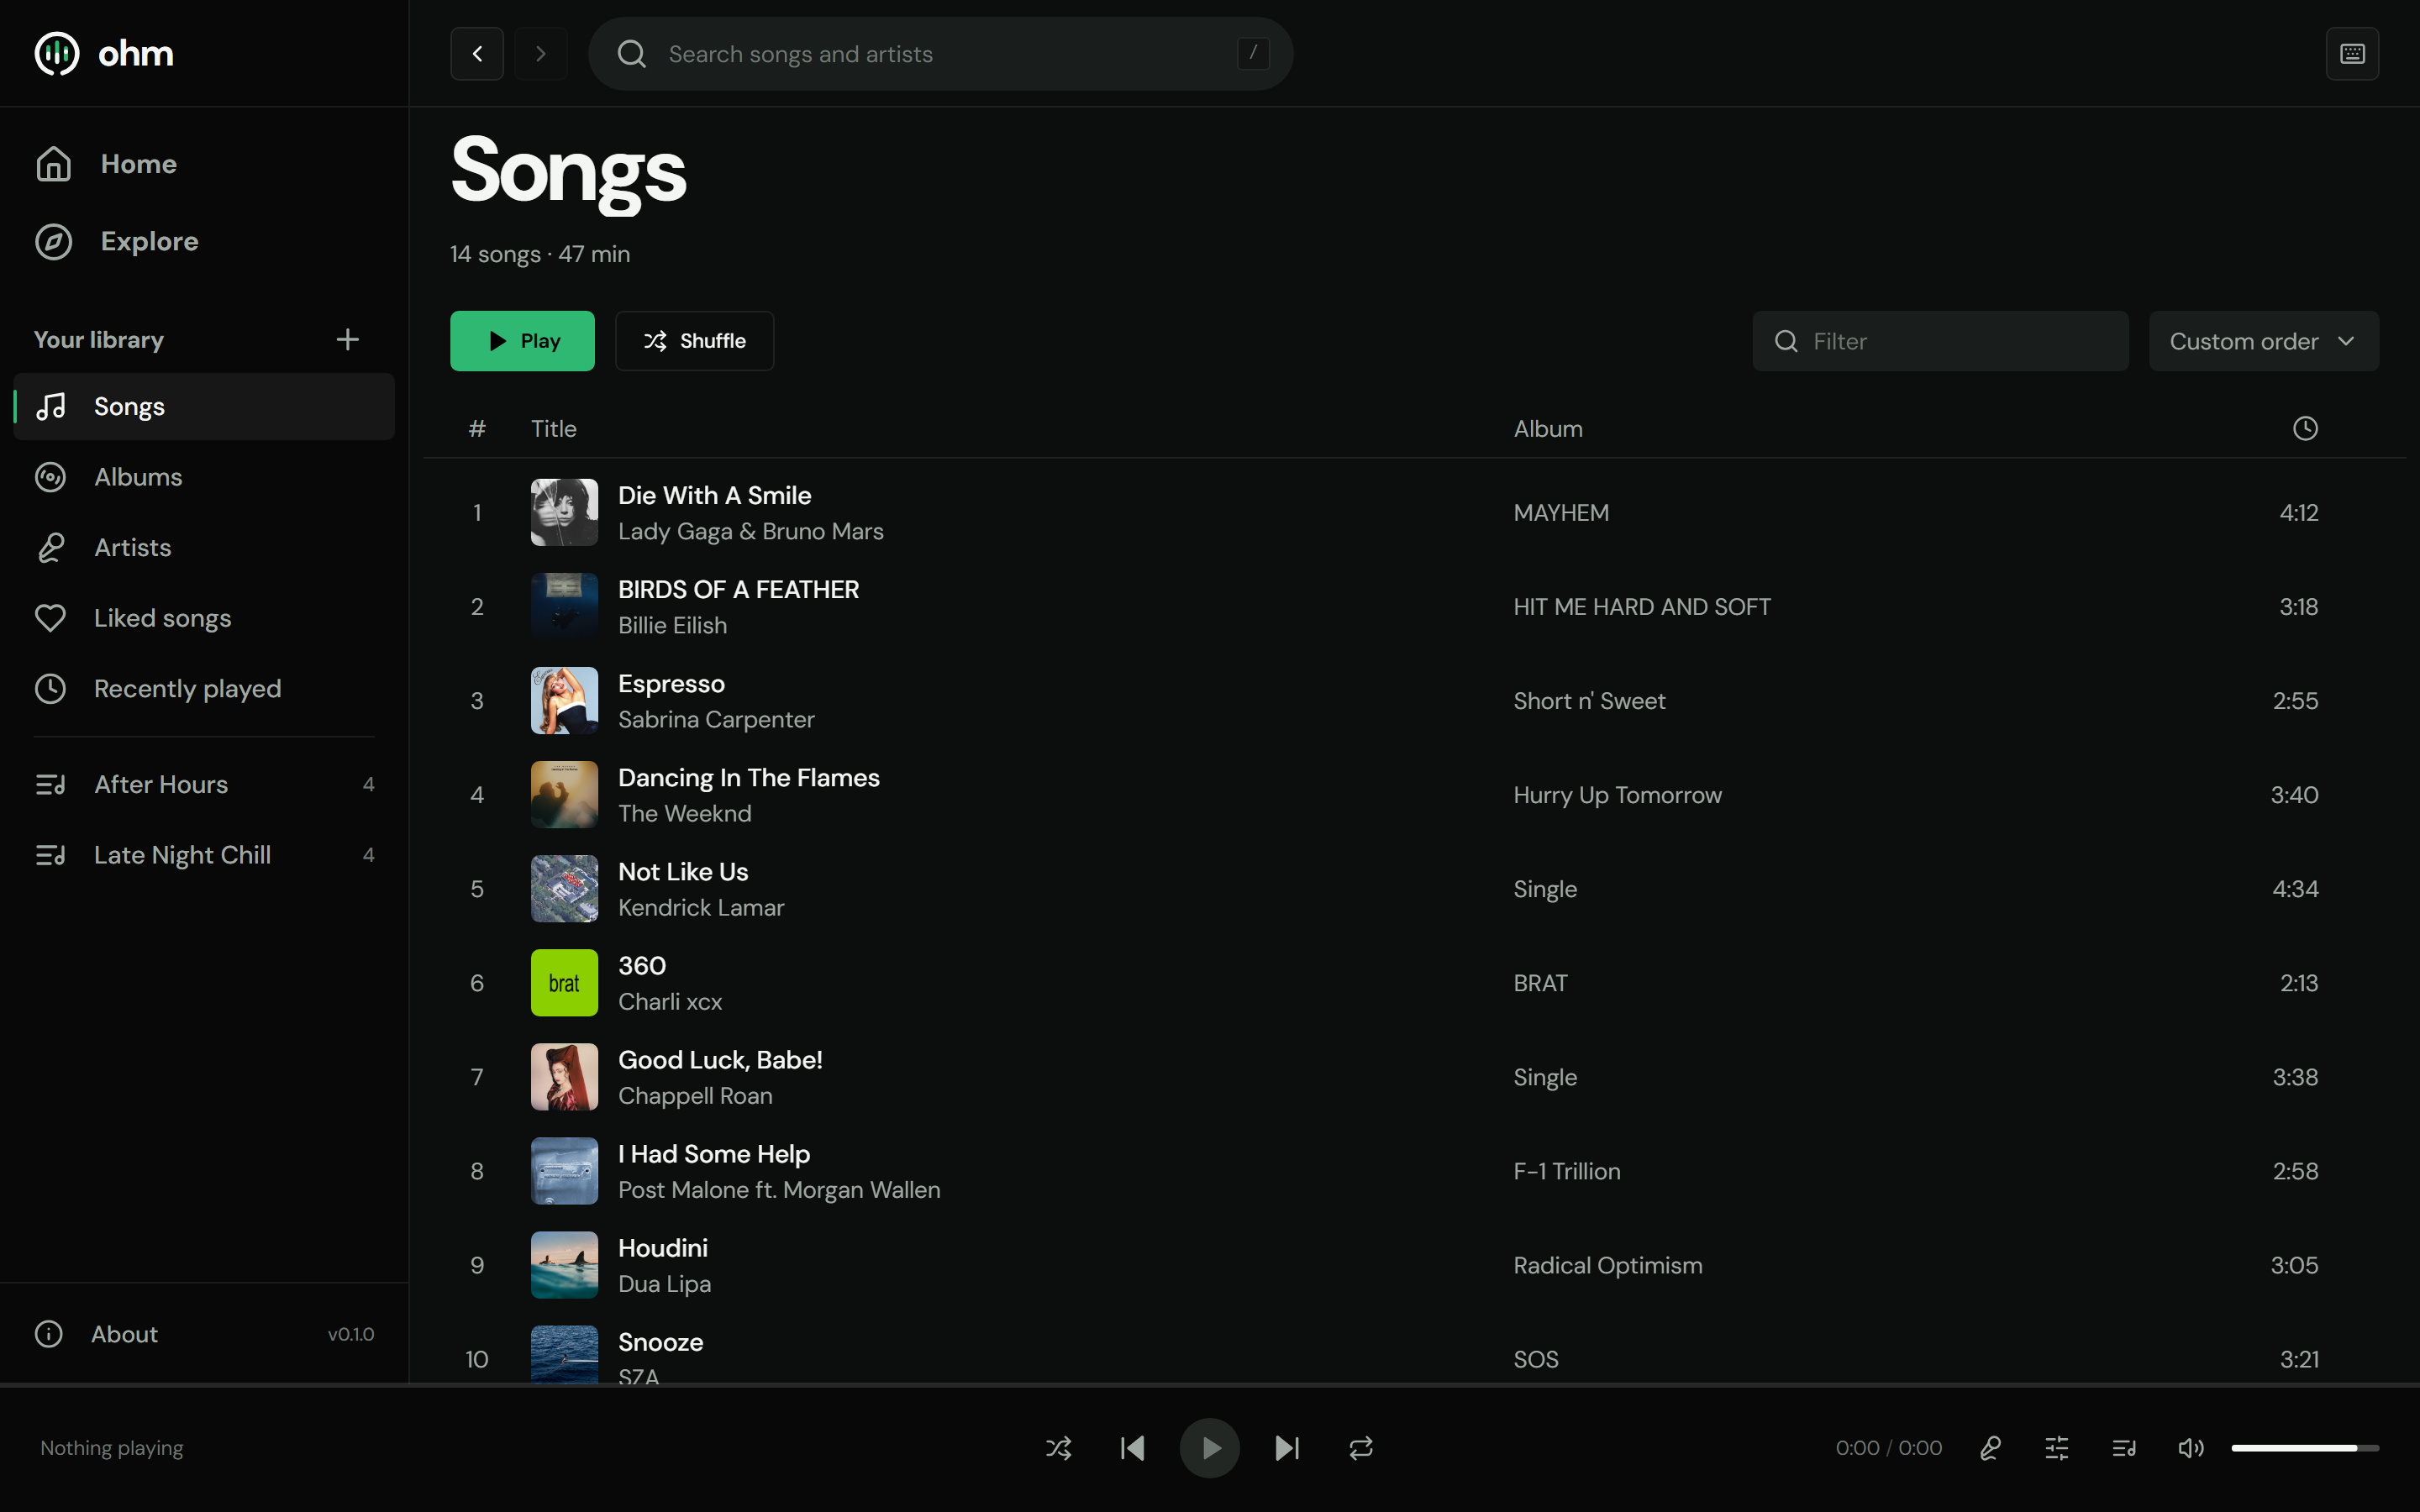 ohm
Search songs and artists /
Home
Explore
Your library
Songs
Albums
Artists
Liked songs
Recently played
After Hours 4
Late Night Chill 4
About v0.1.0
Songs
14 songs · 47 min
Play Shuffle Filter Custom order
# Title Album
1 Die With A Smile MAYHEM 4:12
Lady Gaga & Bruno Mars
2 BIRDS OF A FEATHER HIT ME HARD AND SOFT 3:18
Billie Eilish
3 Espresso Short n' Sweet 2:55
Sabrina Carpenter
4 Dancing In The Flames Hurry Up Tomorrow 3:40
The Weeknd
5 Not Like Us Single 4:34
Kendrick Lamar
6 brat 360 BRAT 2:13
Charli xcx
7 Good Luck, Babe! Single 3:38
Chappell Roan
8 I Had Some Help F-1 Trillion 2:58
Post Malone ft. Morgan Wallen
9 Houdini Radical Optimism 3:05
Dua Lipa
10 Snooze SOS 3:21
SZA
Nothing playing 0:00 / 0:00